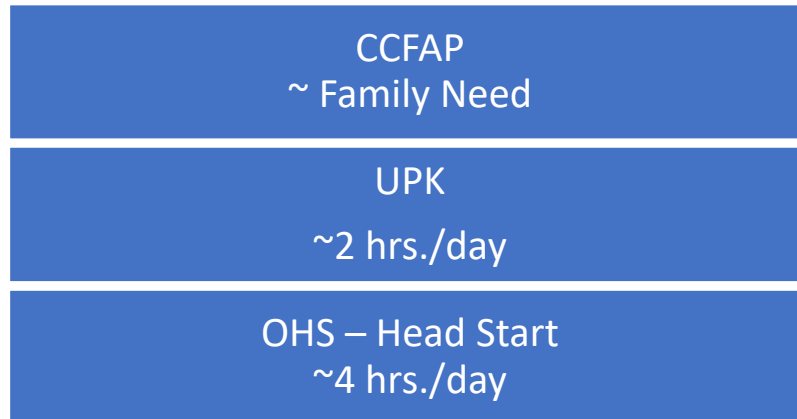 CCFAP
~ Family Need
UPK
~2 hrs./day
OHS – Head Start
~4 hrs./day